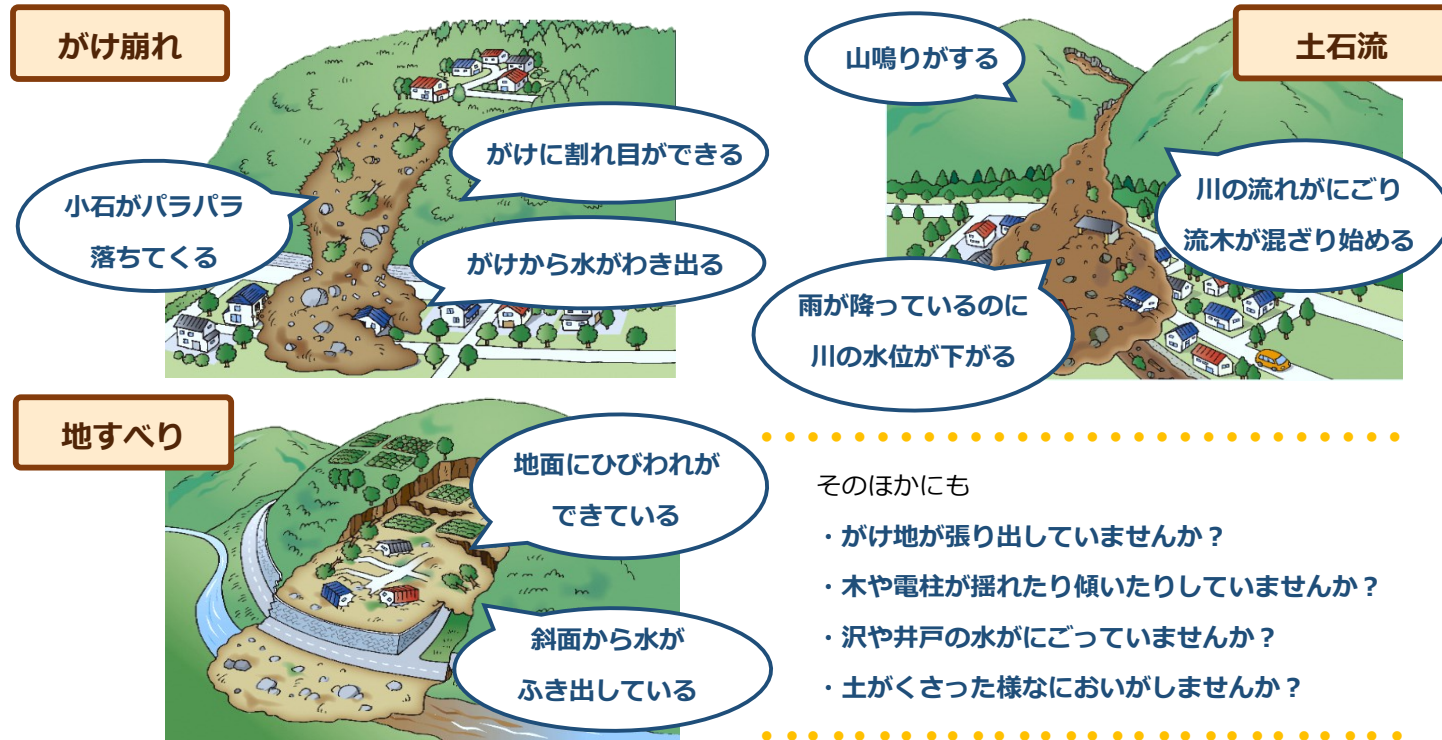 がけ崩れ
がけに割れ目ができる
小石がパラパラ
落ちてくる
がけから水がわき出る
土石流
山鳴りがする
川の流れがにごり
流木が混ざり始める
雨が降っているのに
川の水位が下がる
地すべり
地面にひびわれが
できている
斜面から水が
ふき出している
そのほかにも
・がけ地が張り出していませんか？
・木や電柱が揺れたり傾いたりしていませんか？
・沢や井戸の水がにごっていませんか？
・土がくさった様なにおいがしませんか？